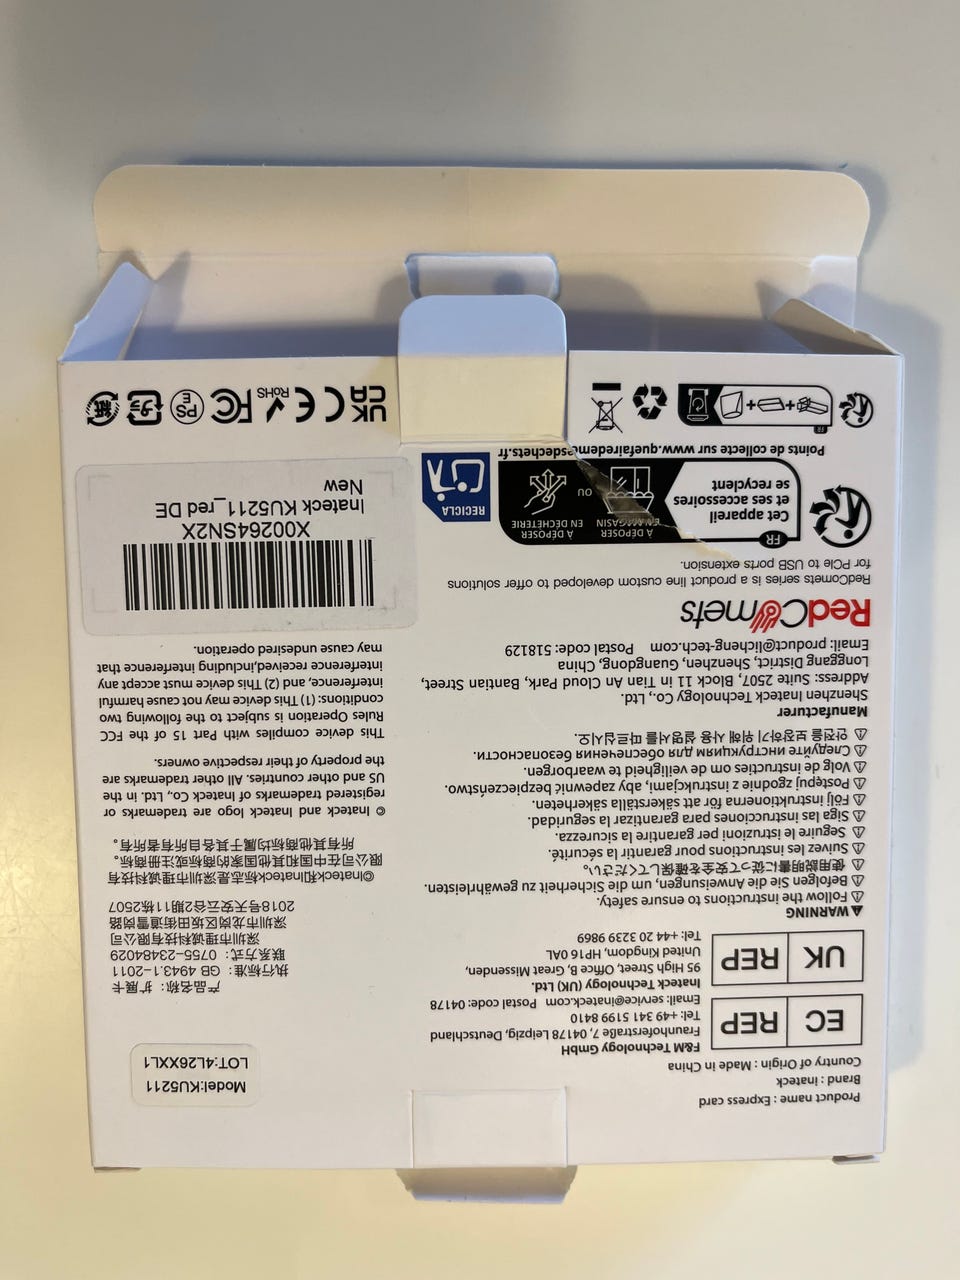 Product name : Express card
Brand : inateck
Country of Origin : Made in China
EC REP
F&M Technology GmbH
Fraunhoferstraße 7, 04178 Leipzig, Deutschland
Tel: +49 341 5199 8410
Email: service@inateck.com Postal code: 04178
UK REP
Inateck Technology (UK) Ltd.
95 High Street, Office B, Great Missenden,
United Kingdom, HP16 0AL
Tel: +44 20 3239 9869
WARNING
Follow the instructions to ensure safety.
Befolgen Sie die Anweisungen, um die Sicherheit zu gewährleisten.
使用説明書に従って安全を確保してください。
Suivez les instructions pour garantir la sécurité.
Seguire le istruzioni per garantire la sicurezza.
Siga las instrucciones para garantizar la seguridad.
Följ instruktionerna för att säkerställa säkerheten.
Postępuj zgodnie z instrukcjami, aby zapewnić bezpieczeństwo.
Volg de instructies om de veiligheid te waarborgen.
Следуйте инструкциям для обеспечения безопасности.
안전을 보장하기 위해 사용 설명서를 따르십시오.
Manufacturer
Shenzhen Inateck Technology Co., Ltd.
Address: Suite 2507, Block 11 in Tian An Cloud Park, Bantian Street,
Longgang District, Shenzhen, Guangdong, China
Email: product@licheng-tech.com Postal code: 518129
RedComets
RedComets series is a product line custom developed to offer solutions
for PCIe to USB ports extension.
FR
Cet appareil
et ses accessoires
se recyclent
À DÉPOSER
EN MAGASIN
OU
À DÉPOSER
EN DÉCHÈTERIE
RECICLA
Points de collecte sur www.quefairedemesdechets.fr
FR
Model:KU5211
LOT:4L26XXL1
产品名称：扩展卡
执行标准：GB 4943.1-2011
联系方式：0755-23484029
深圳市理诚科技有限公司
深圳市龙岗区坂田街道雪岗路
2018号天安云谷2期11栋2507
©Inateck和Inateck标志是深圳市理诚科技有
限公司在中国和其他国家的商标或注册商标。
所有其他商标均属于其各自所有者所有。
© Inateck and Inateck logo are trademarks or
registered trademarks of Inateck Co., Ltd. in the
US and other countries. All other trademarks are
the property of their respective owners.
This device compiles with Part 15 of the FCC
Rules Operation is subject to the following two
conditions: (1) This device may not cause harmful
interference, and (2) This device must accept any
interference received,including interference that
may cause undesired operation.
X00264SN2X
Inateck KU5211_red DE
New
UK CA CE RoHS FC PS E プラ 紙